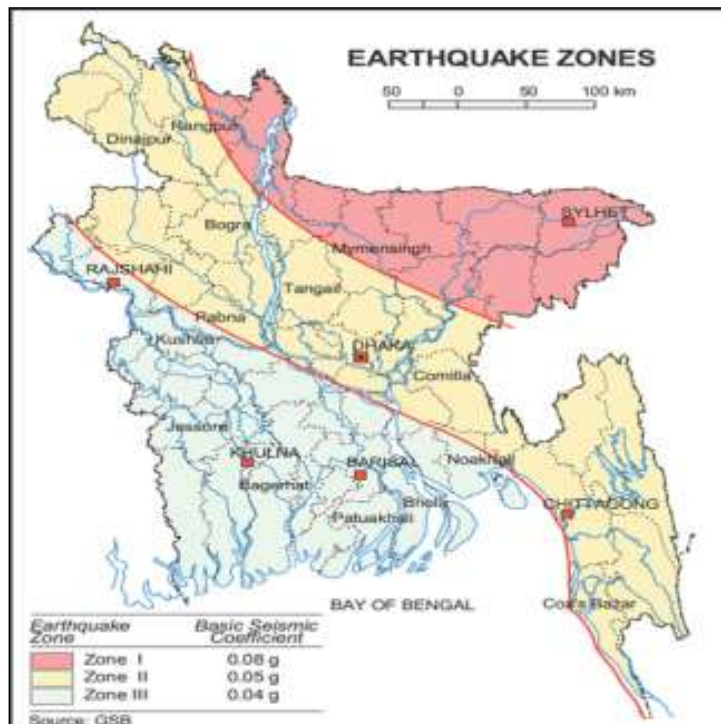 EARTHQUAKE ZONES
50 0 50 100 km
Rangpur
Dinajpur
SYLHET
Bogra
Mymensingh
RAJSHAHI
Tangail
Pabna
Kushtia
DHAKA
Comilla
Jessore
KHULNA
BARISAL
Noakhali
Bagerhat
Bhola
Patuakhali
CHITTAGONG
BAY OF BENGAL
Cox's Bazar
Earthquake Zone Basic Seismic Coefficient
Zone I 0.08 g
Zone II 0.05 g
Zone III 0.04 g
Source: GSB